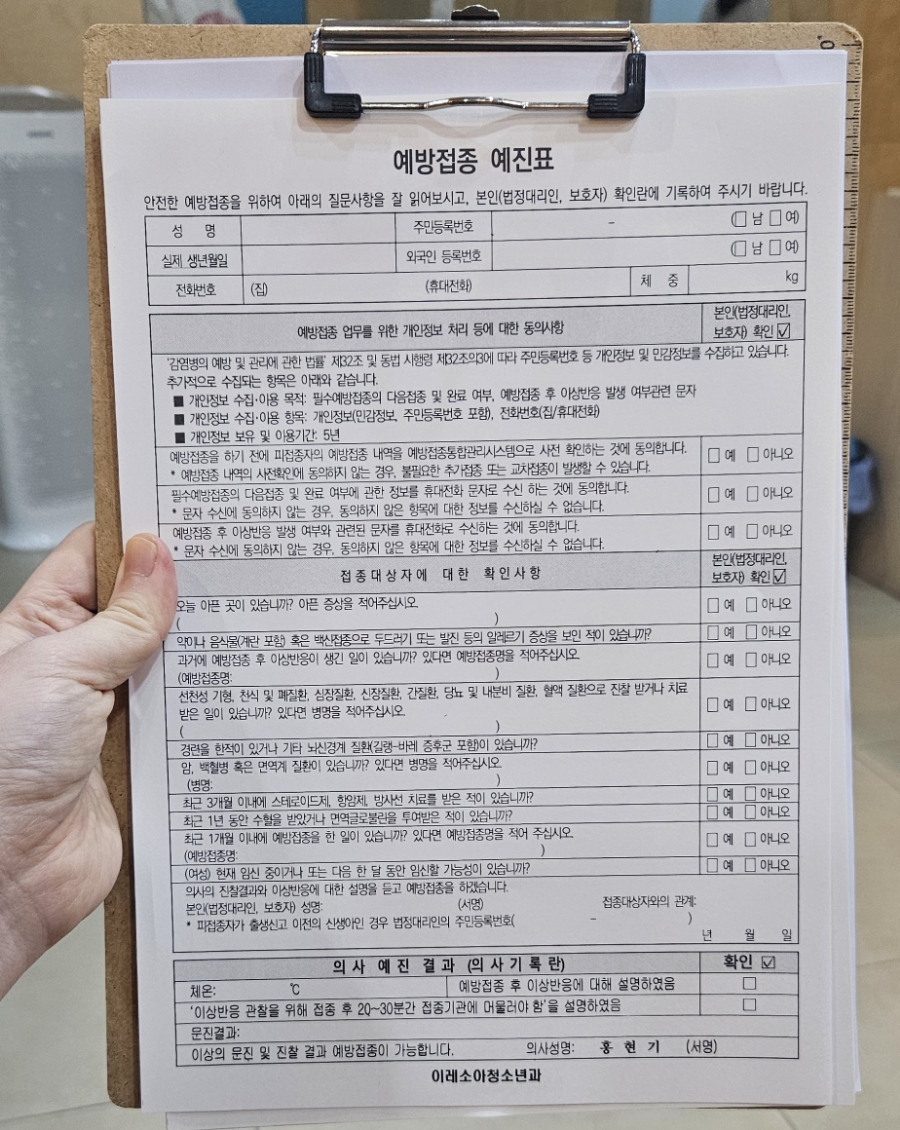 예방접종 예진표
안전한 예방접종을 위하여 아래의 질문사항을 잘 읽어보시고, 본인(법정대리인, 보호자) 확인란에 기록하여 주시기 바랍니다.
성 명 주민등록번호 - (□ 남 □ 여)
실제 생년월일 외국인 등록번호 (□ 남 □ 여)
전화번호 (집) (휴대전화) 체 중 kg
예방접종 업무를 위한 개인정보 처리 등에 대한 동의사항
본인(법정대리인,
보호자) 확인 ☑
'감염병의 예방 및 관리에 관한 법률' 제32조 및 동법 시행령 제32조의3에 따라 주민등록번호 등 개인정보 및 민감정보를 수집하고 있습니다.
추가적으로 수집되는 항목은 아래와 같습니다.
■ 개인정보 수집·이용 목적: 필수예방접종의 다음접종 및 완료 여부, 예방접종 후 이상반응 발생 여부관련 문자
■ 개인정보 수집·이용 항목: 개인정보(민감정보, 주민등록번호 포함), 전화번호(집/휴대전화)
■ 개인정보 보유 및 이용기간: 5년
예방접종을 하기 전에 피접종자의 예방접종 내역을 예방접종통합관리시스템으로 사전 확인하는 것에 동의합니다. □ 예 □ 아니오
* 예방접종 내역의 사전확인에 동의하지 않는 경우, 불필요한 추가접종 또는 교차접종이 발생할 수 있습니다.
필수예방접종의 다음접종 및 완료 여부에 관한 정보를 휴대전화 문자로 수신 하는 것에 동의합니다. □ 예 □ 아니오
* 문자 수신에 동의하지 않는 경우, 동의하지 않은 항목에 대한 정보를 수신하실 수 없습니다.
예방접종 후 이상반응 발생 여부와 관련된 문자를 휴대전화로 수신하는 것에 동의합니다. □ 예 □ 아니오
* 문자 수신에 동의하지 않는 경우, 동의하지 않은 항목에 대한 정보를 수신하실 수 없습니다.
접종대상자에 대한 확인사항
본인(법정대리인,
보호자) 확인 ☑
오늘 아픈 곳이 있습니까? 아픈 증상을 적어주십시오. □ 예 □ 아니오
( )
약이나 음식물(계란 포함) 혹은 백신접종으로 두드러기 또는 발진 등의 알레르기 증상을 보인 적이 있습니까? □ 예 □ 아니오
과거에 예방접종 후 이상반응이 생긴 일이 있습니까? 있다면 예방접종명을 적어주십시오. □ 예 □ 아니오
(예방접종명: )
선천성 기형, 천식 및 폐질환, 심장질환, 신장질환, 간질환, 당뇨 및 내분비 질환, 혈액 질환으로 진찰 받거나 치료
받은 일이 있습니까? 있다면 병명을 적어주십시오. □ 예 □ 아니오
( )
경련을 한적이 있거나 기타 뇌신경계 질환(길랭-바레 증후군 포함)이 있습니까? □ 예 □ 아니오
암, 백혈병 혹은 면역계 질환이 있습니까? 있다면 병명을 적어주십시오. □ 예 □ 아니오
(병명: )
최근 3개월 이내에 스테로이드제, 항암제, 방사선 치료를 받은 적이 있습니까? □ 예 □ 아니오
최근 1년 동안 수혈을 받았거나 면역글로불린을 투여받은 적이 있습니까? □ 예 □ 아니오
최근 1개월 이내에 예방접종을 한 일이 있습니까? 있다면 예방접종명을 적어 주십시오. □ 예 □ 아니오
(예방접종명: )
(여성) 현재 임신 중이거나 또는 다음 한 달 동안 임신할 가능성이 있습니까? □ 예 □ 아니오
의사의 진찰결과와 이상반응에 대한 설명을 듣고 예방접종을 하겠습니다.
본인(법정대리인, 보호자) 성명: (서명) 접종대상자와의 관계:
* 피접종자가 출생신고 이전의 신생아인 경우 법정대리인의 주민등록번호( - )
년 월 일
의사 예진 결과 (의사기록란) 확인 ☑
체온: ℃ 예방접종 후 이상반응에 대해 설명하였음 □
'이상반응 관찰을 위해 접종 후 20~30분간 접종기관에 머물러야 함'을 설명하였음 □
문진결과:
이상의 문진 및 진찰 결과 예방접종이 가능합니다. 의사성명: 홍 현 기 (서명)
이레소아청소년과